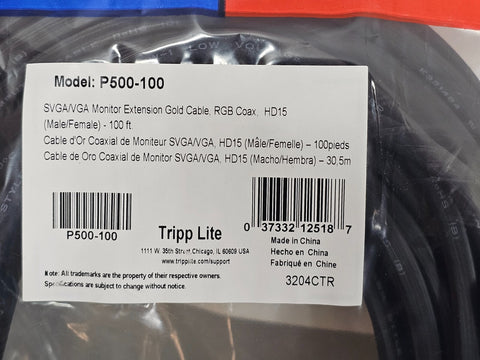 LOW VOL
Model: P500-100
SVGA/VGA Monitor Extension Gold Cable, RGB Coax, HD15
(Male/Female) - 100 ft.
Cable d'Or Coaxial de Moniteur SVGA/VGA, HD15 (Mâle/Femelle) – 100pieds
Cable de Oro Coaxial de Monitor SVGA/VGA, HD15 (Macho/Hembra) – 30,5m
P500-100
Tripp Lite
1111 W. 35th Street Chicago, IL 60609 USA
www.tripplite.com/support
0 37332 12518 7
Made in China
Hecho en China
Fabriqué en Chine
Note: All trademarks are the property of their respective owners.
Specifications are subject to change without notice.
3204CTR